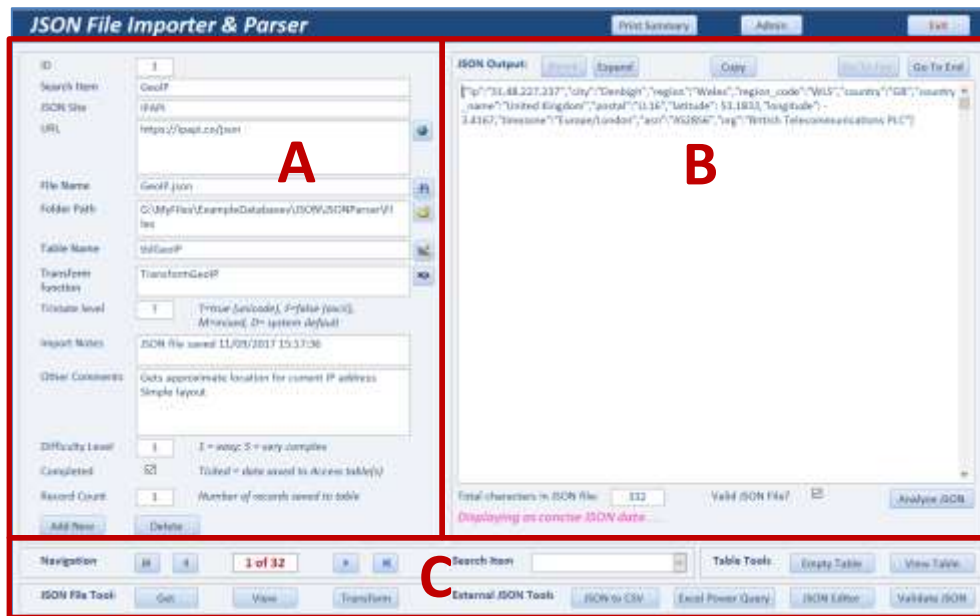 JSON File Importer & Parser
Print Summary
Admin
Exit
A
ID 1
Search Item GeoIP
JSON Site IPAPI
URL https://ipapi.co/json
File Name GeoIP.json
Folder Path G:\MyFiles\ExampleDatabases\JSON\JSONParser\Fi
les
Table Name tblGeoIP
Transform TransformGeoIP
function
Tristate level T=true (unicode), F=false (ascii),
M=mixed, D= system default
Import Notes JSON file saved 11/09/2017 15:17:36
Other Comments Gets approximate location for current IP address
Simple layout
Difficulty Level 1 1 = easy; 5 = very complex
Completed Ticked = data saved to Access table(s)
Record Count 1 Number of records saved to table
Add New
Delete
B
JSON Output:
Expand
Copy
Go To End
"city":"Denbigh","region":"Wales","region_code":"WLS","country":"GB","country
_name":"United Kingdom","postal":"LL16","latitude": 53.1833,"longitude": -
3.4167,"timezone":"Europe/London","asn":"AS2856","org":"British Telecommunications PLC"}
Total characters in JSON file: 332
Valid JSON File?
Analyse JSON
Displaying as concise JSON data ...
C
Navigation 1 of 32
Search Item
Table Tools Empty Table View Table
JSON File Tool Get View Transform
External JSON Tools JSON to CSV Excel Power Query JSON Editor Validate JSON